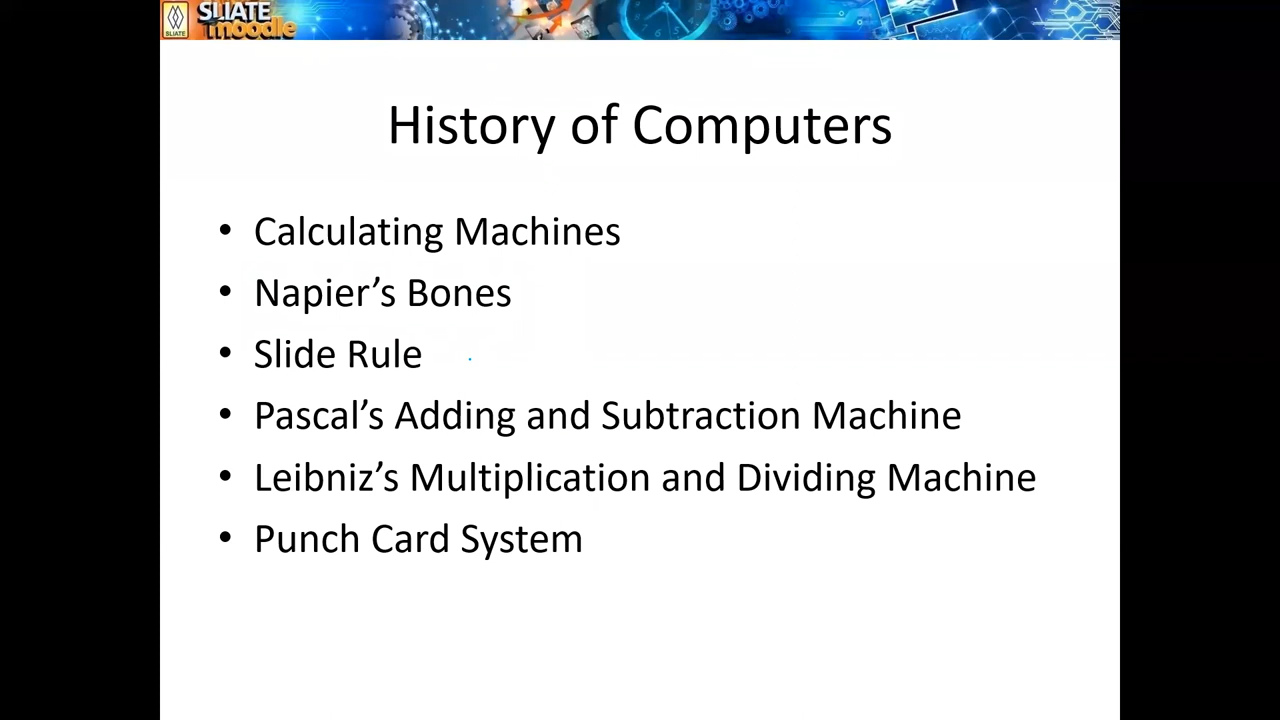 SLIATE
moodle
SLIATE
History of Computers
• Calculating Machines
• Napier’s Bones
• Slide Rule
• Pascal’s Adding and Subtraction Machine
• Leibniz’s Multiplication and Dividing Machine
• Punch Card System